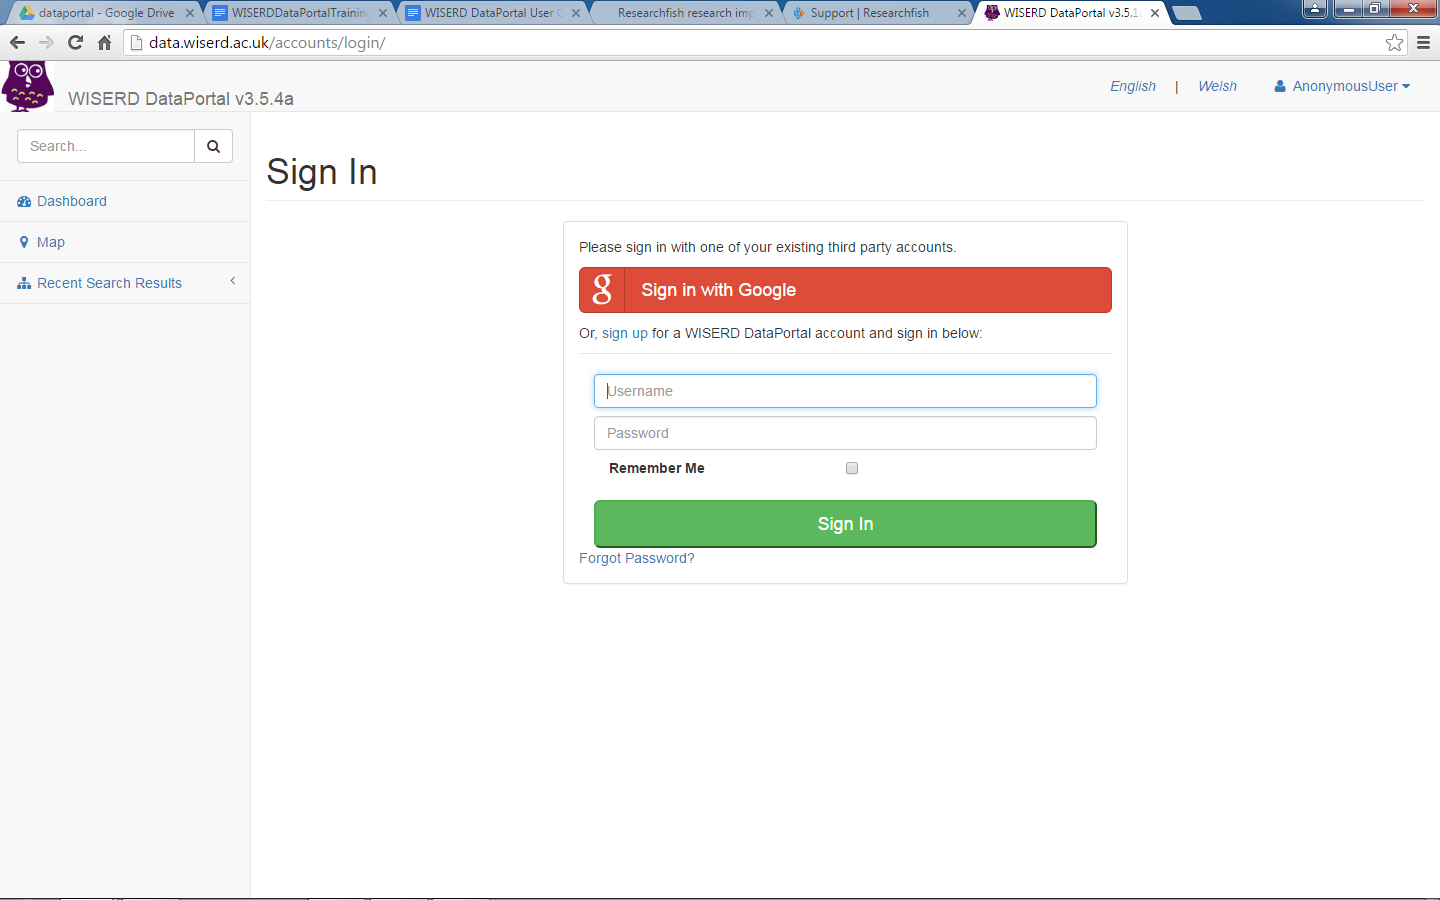 dataportal - Google Drive
WISERDDataPortalTraining
WISERD DataPortal User G
Researchfish research imp
Support | Researchfish
WISERD DataPortal v3.5.1
data.wiserd.ac.uk/accounts/login/
WISERD DataPortal v3.5.4a
English | Welsh
AnonymousUser
Search...
Dashboard
Map
Recent Search Results
Sign In
Please sign in with one of your existing third party accounts.
g Sign in with Google
Or, sign up for a WISERD DataPortal account and sign in below:
Username
Password
Remember Me
Sign In
Forgot Password?